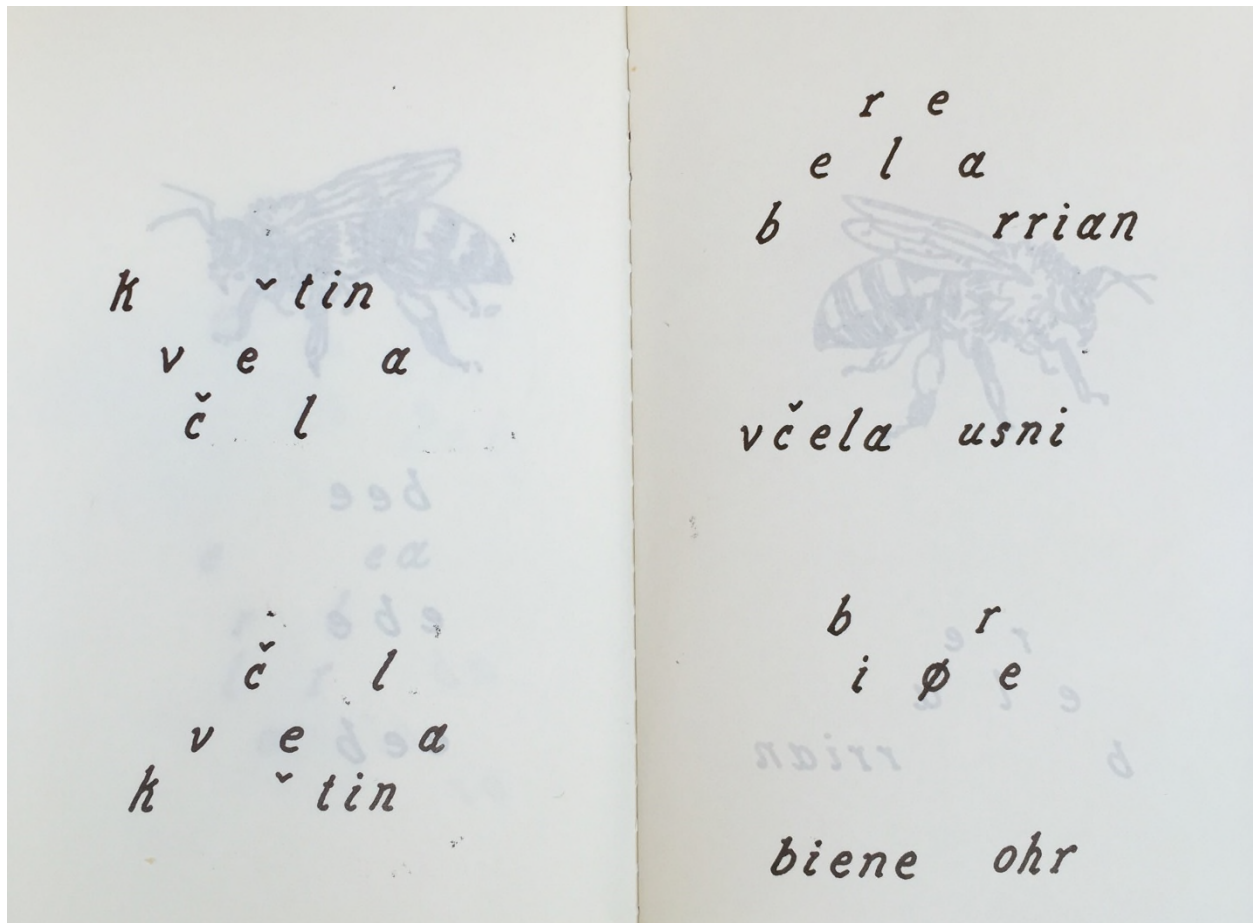 k ˇtin
v e a
č l
č l
v e a
k ˇtin
r e
e l a
b rrian
včela usni
b r
i ø e
biene ohr